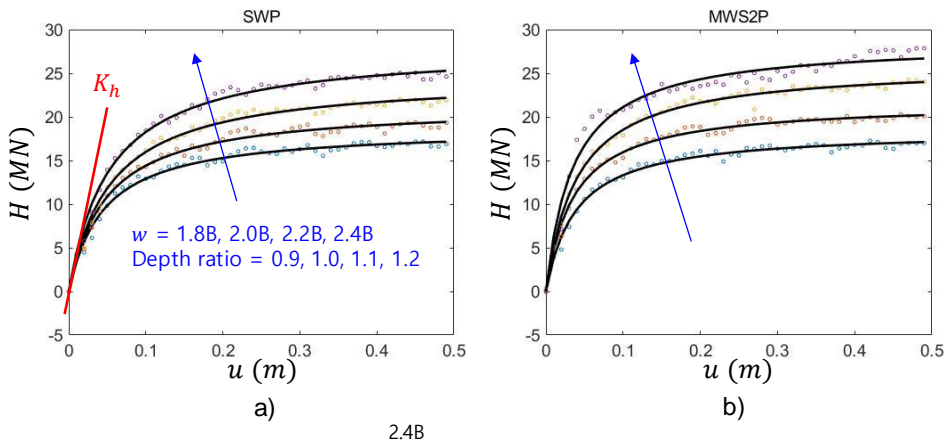 SWP
MWS2P
H (MN)
30
25
20
15
10
5
0
-5
K_h
w = 1.8B, 2.0B, 2.2B, 2.4B
Depth ratio = 0.9, 1.0, 1.1, 1.2
0 0.1 0.2 0.3 0.4 0.5
u (m)
a)
H (MN)
30
25
20
15
10
5
0
-5
0 0.1 0.2 0.3 0.4 0.5
u (m)
b)
2.4B